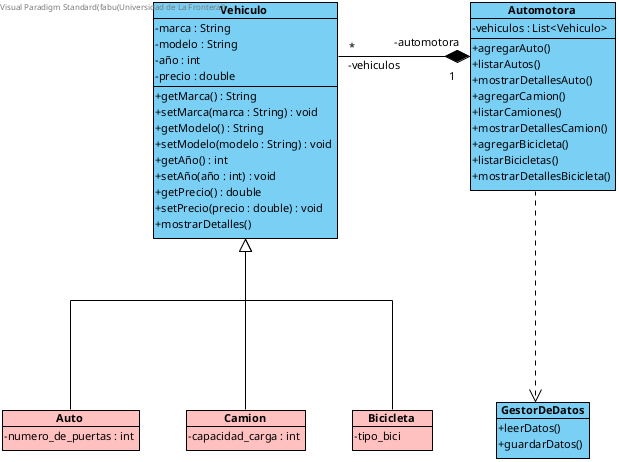 Visual Paradigm Standard(fabu(Universidad de La Frontera))
Vehiculo
-marca : String
-modelo : String
-año : int
-precio : double
+getMarca() : String
+setMarca(marca : String) : void
+getModelo() : String
+setModelo(modelo : String) : void
+getAño() : int
+setAño(año : int) : void
+getPrecio() : double
+setPrecio(precio : double) : void
+mostrarDetalles()
*
-vehiculos
-automotora
1
Automotora
-vehiculos : List<Vehiculo>
+agregarAuto()
+listarAutos()
+mostrarDetallesAuto()
+agregarCamion()
+listarCamiones()
+mostrarDetallesCamion()
+agregarBicicleta()
+listarBicicletas()
+mostrarDetallesBicicleta()
Auto
-numero_de_puertas : int
Camion
-capacidad_carga : int
Bicicleta
-tipo_bici
GestorDeDatos
+leerDatos()
+guardarDatos()